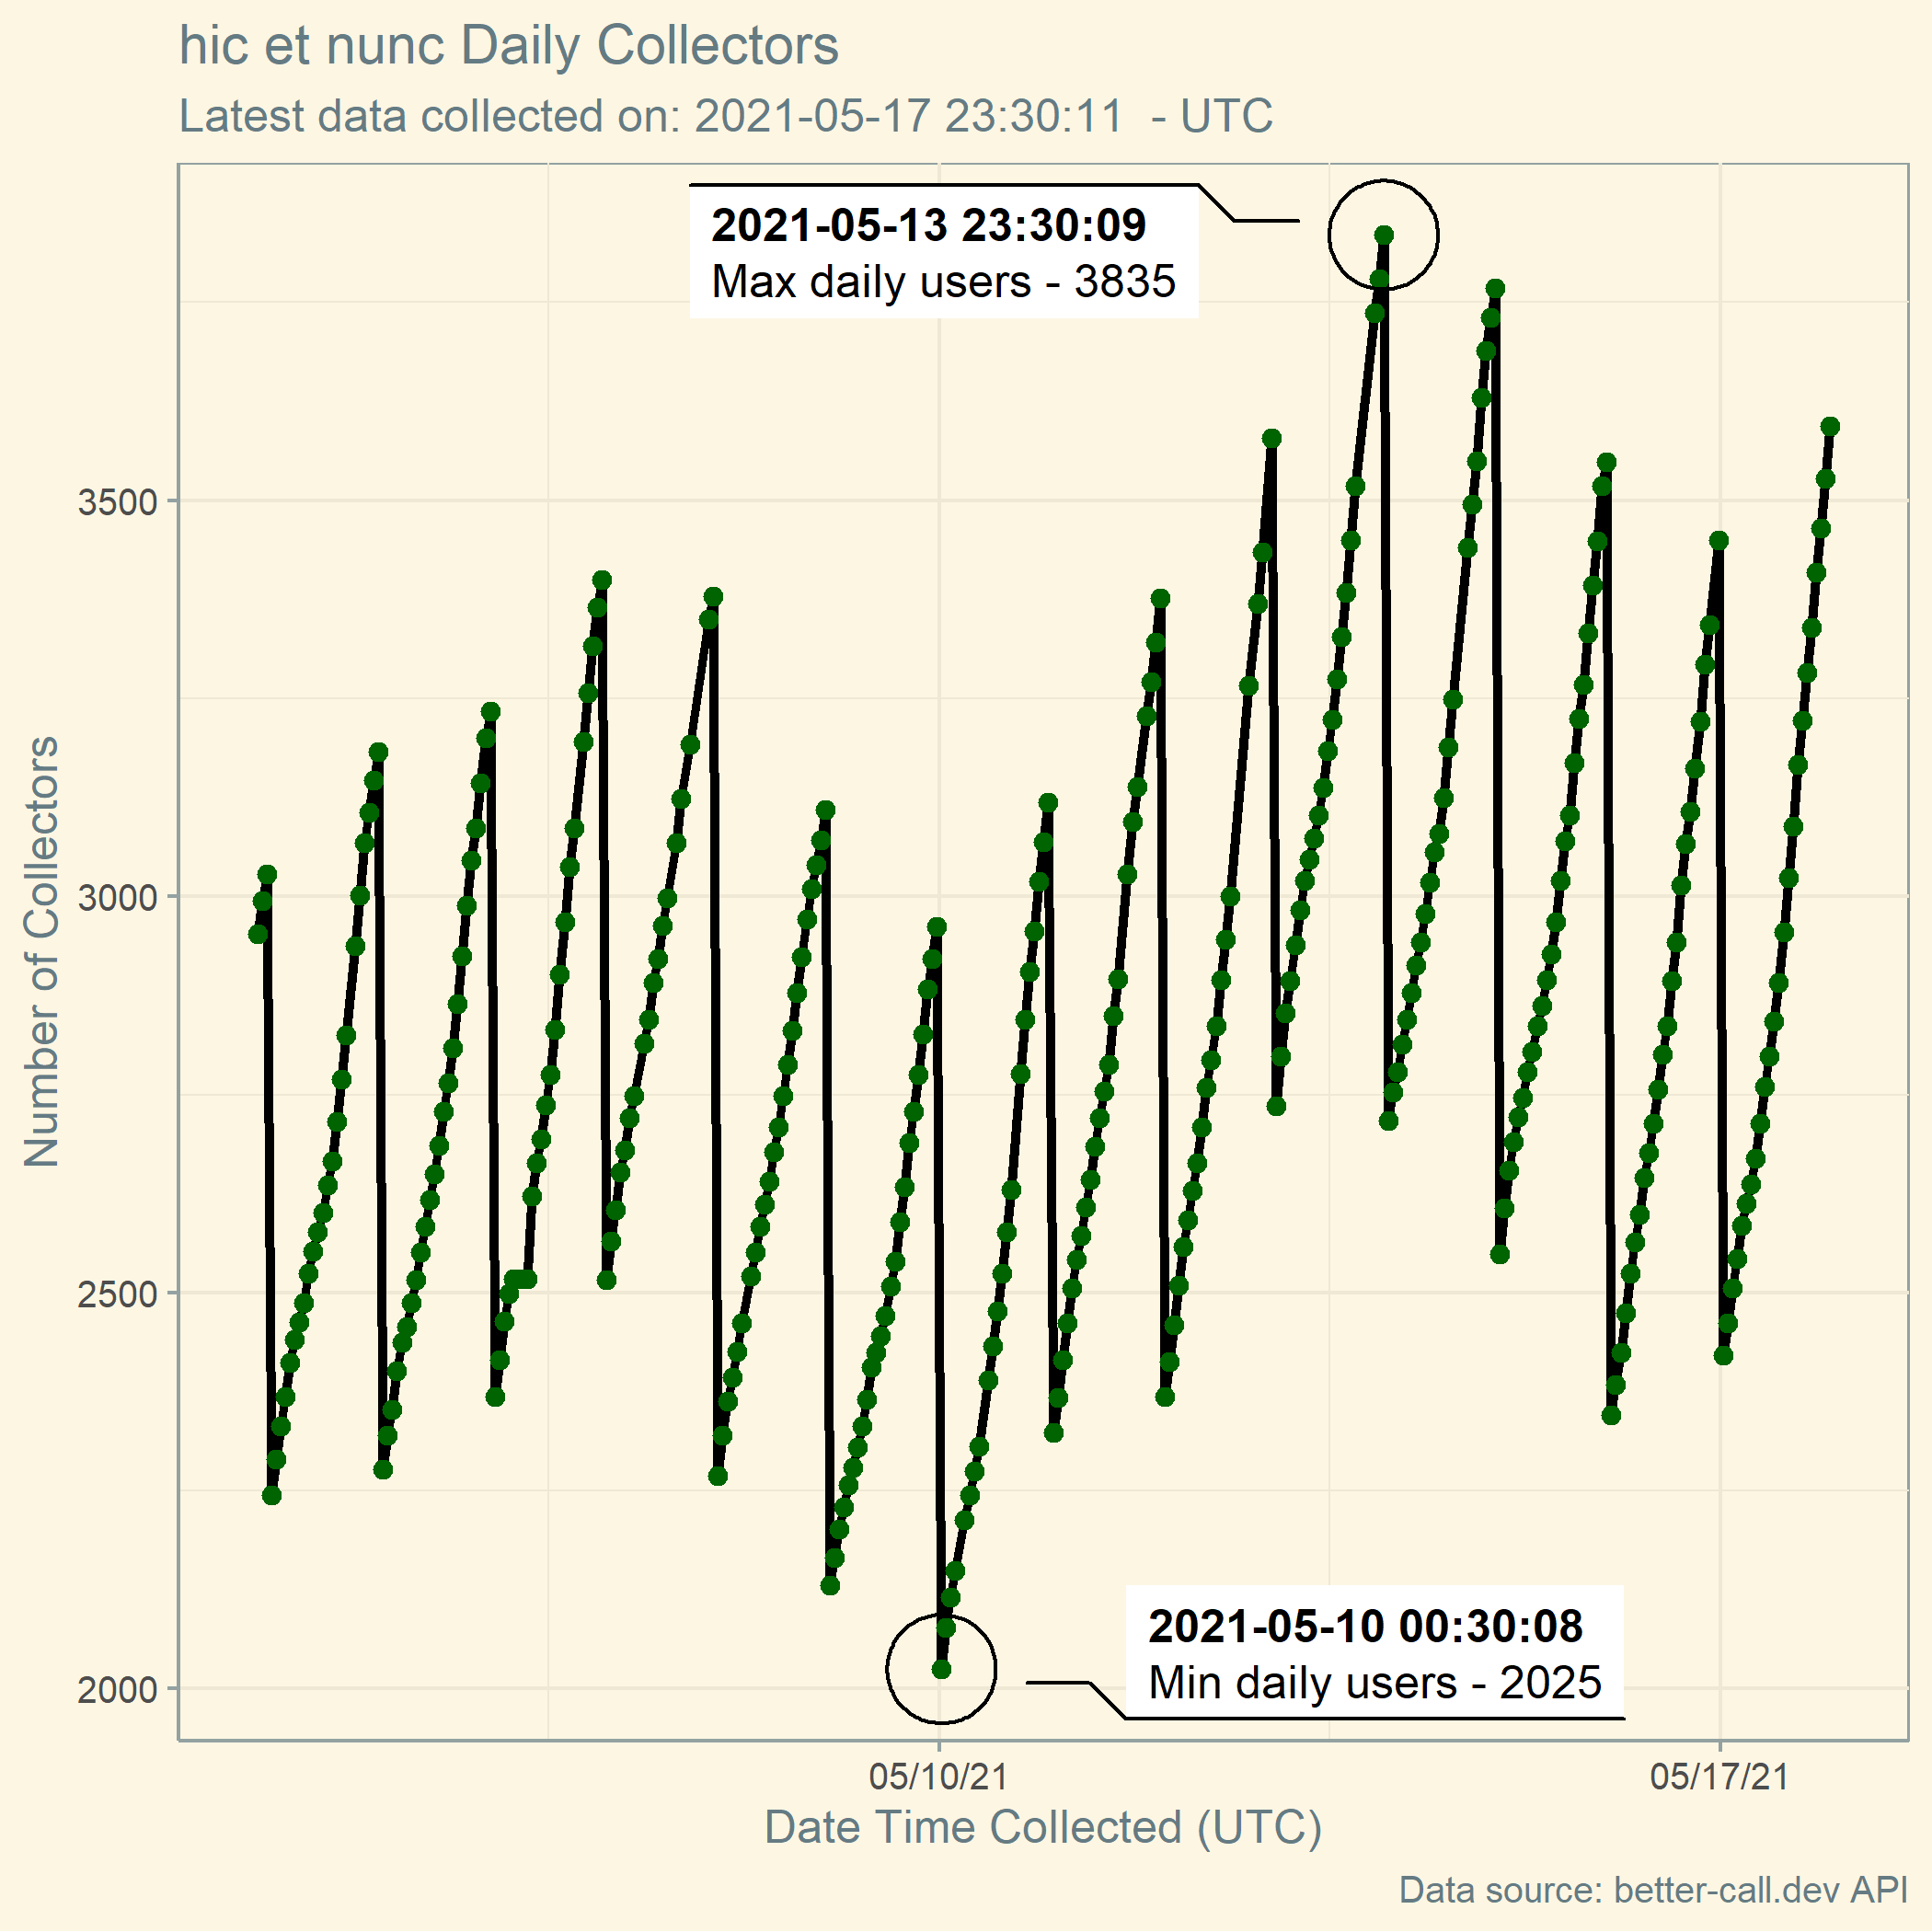 hic et nunc Daily Collectors
Latest data collected on: 2021-05-17 23:30:11  - UTC
2021-05-13 23:30:09
Max daily users - 3835
3500
3000
2500
2000
Number of Collectors
2021-05-10 00:30:08
Min daily users - 2025
05/10/21
05/17/21
Date Time Collected (UTC)
Data source: better-call.dev API